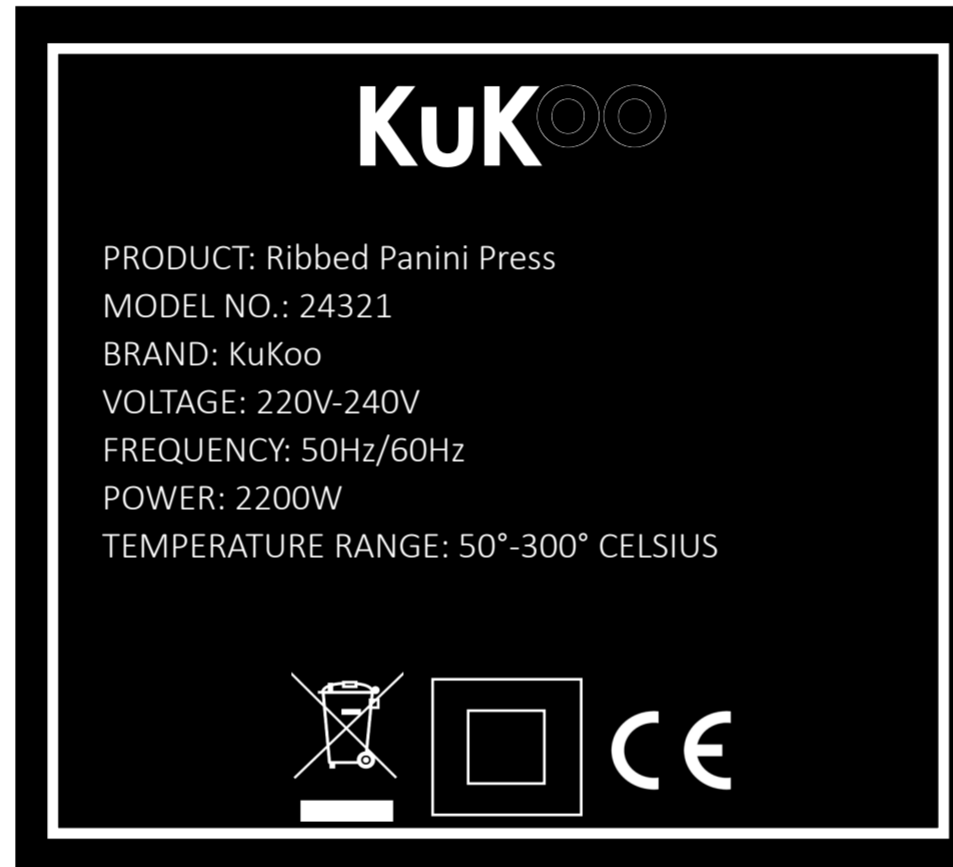 KuKoo
PRODUCT: Ribbed Panini Press
MODEL NO.: 24321
BRAND: KuKoo
VOLTAGE: 220V-240V
FREQUENCY: 50Hz/60Hz
POWER: 2200W
TEMPERATURE RANGE: 50°-300° CELSIUS
CE